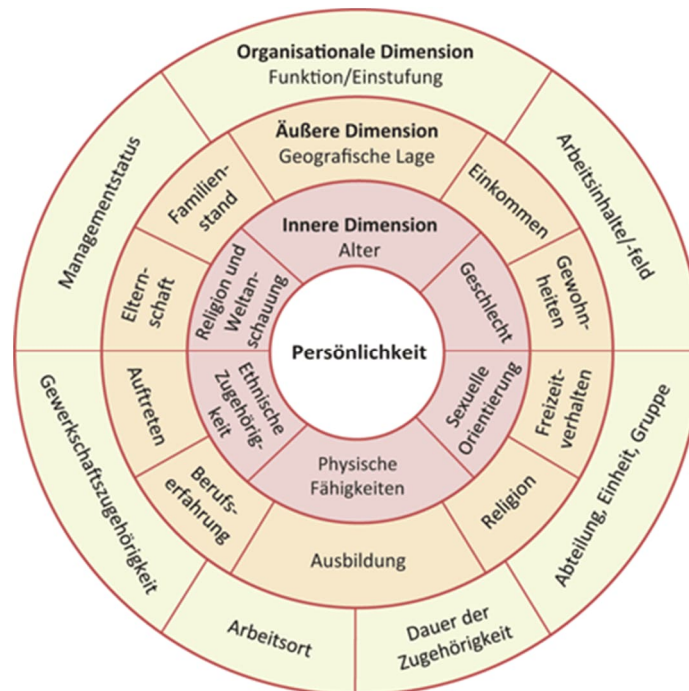 Organisationale Dimension
Funktion/Einstufung
Arbeitsinhalte/-feld
Abteilung, Einheit, Gruppe
Dauer der
Zugehörigkeit
Arbeitsort
Gewerkschaftszugehörigkeit
Managementstatus
Äußere Dimension
Geografische Lage
Einkommen
Gewohn-
heiten
Freizeit-
verhalten
Religion
Ausbildung
Berufs-
erfahrung
Auftreten
Eltern-
schaft
Familien-
stand
Innere Dimension
Alter
Geschlecht
Sexuelle
Orientierung
Physische
Fähigkeiten
Ethnische
Zugehörig-
keit
Religion und
Weltan-
schauung
Persönlichkeit